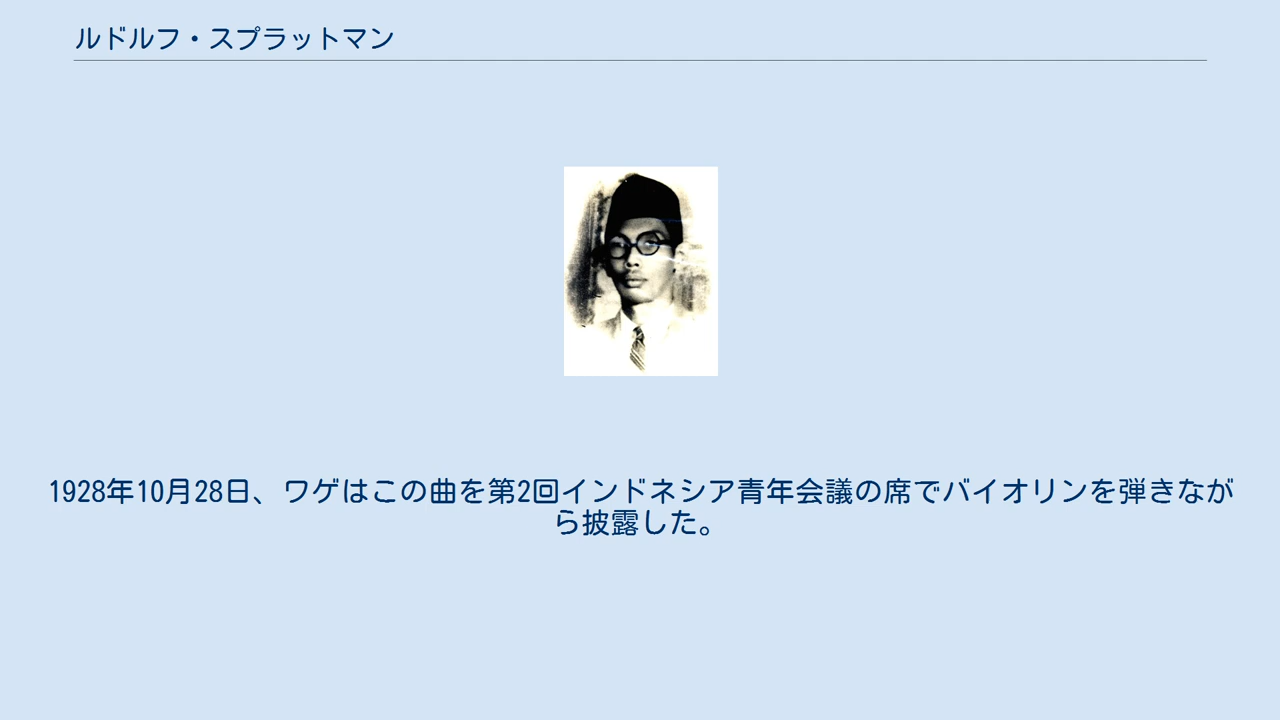 ルドルフ・スプラットマン
1928年10月28日、ワゲはこの曲を第2回インドネシア青年会議の席でバイオリンを弾きなが
ら披露した。